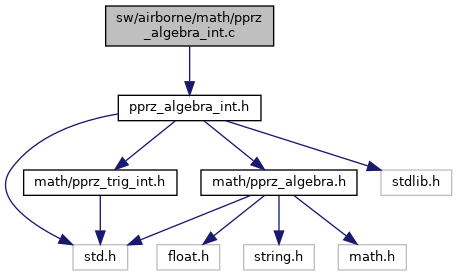 sw/airborne/math/pprz
_algebra_int.c
pprz_algebra_int.h
math/pprz_trig_int.h
math/pprz_algebra.h
stdlib.h
std.h
float.h
string.h
math.h